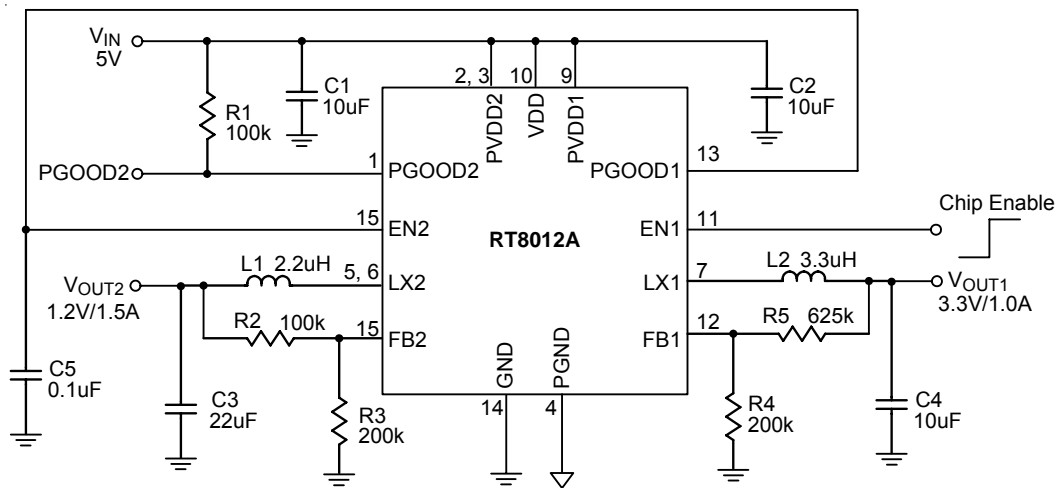 VIN
5V
R1
100k
C1
10uF
2, 3
10
9
C2
10uF
PVDD2
VDD
PVDD1
PGOOD2
1
PGOOD2
PGOOD1
13
15
EN2
RT8012A
EN1
11
Chip Enable
VOUT2
1.2V/1.5A
L1 2.2uH
5, 6
LX2
LX1
7
L2 3.3uH
VOUT1
3.3V/1.0A
R2 100k
15
FB2
FB1
12
R5 625k
C5
0.1uF
C3
22uF
R3
200k
GND
PGND
14
4
R4
200k
C4
10uF